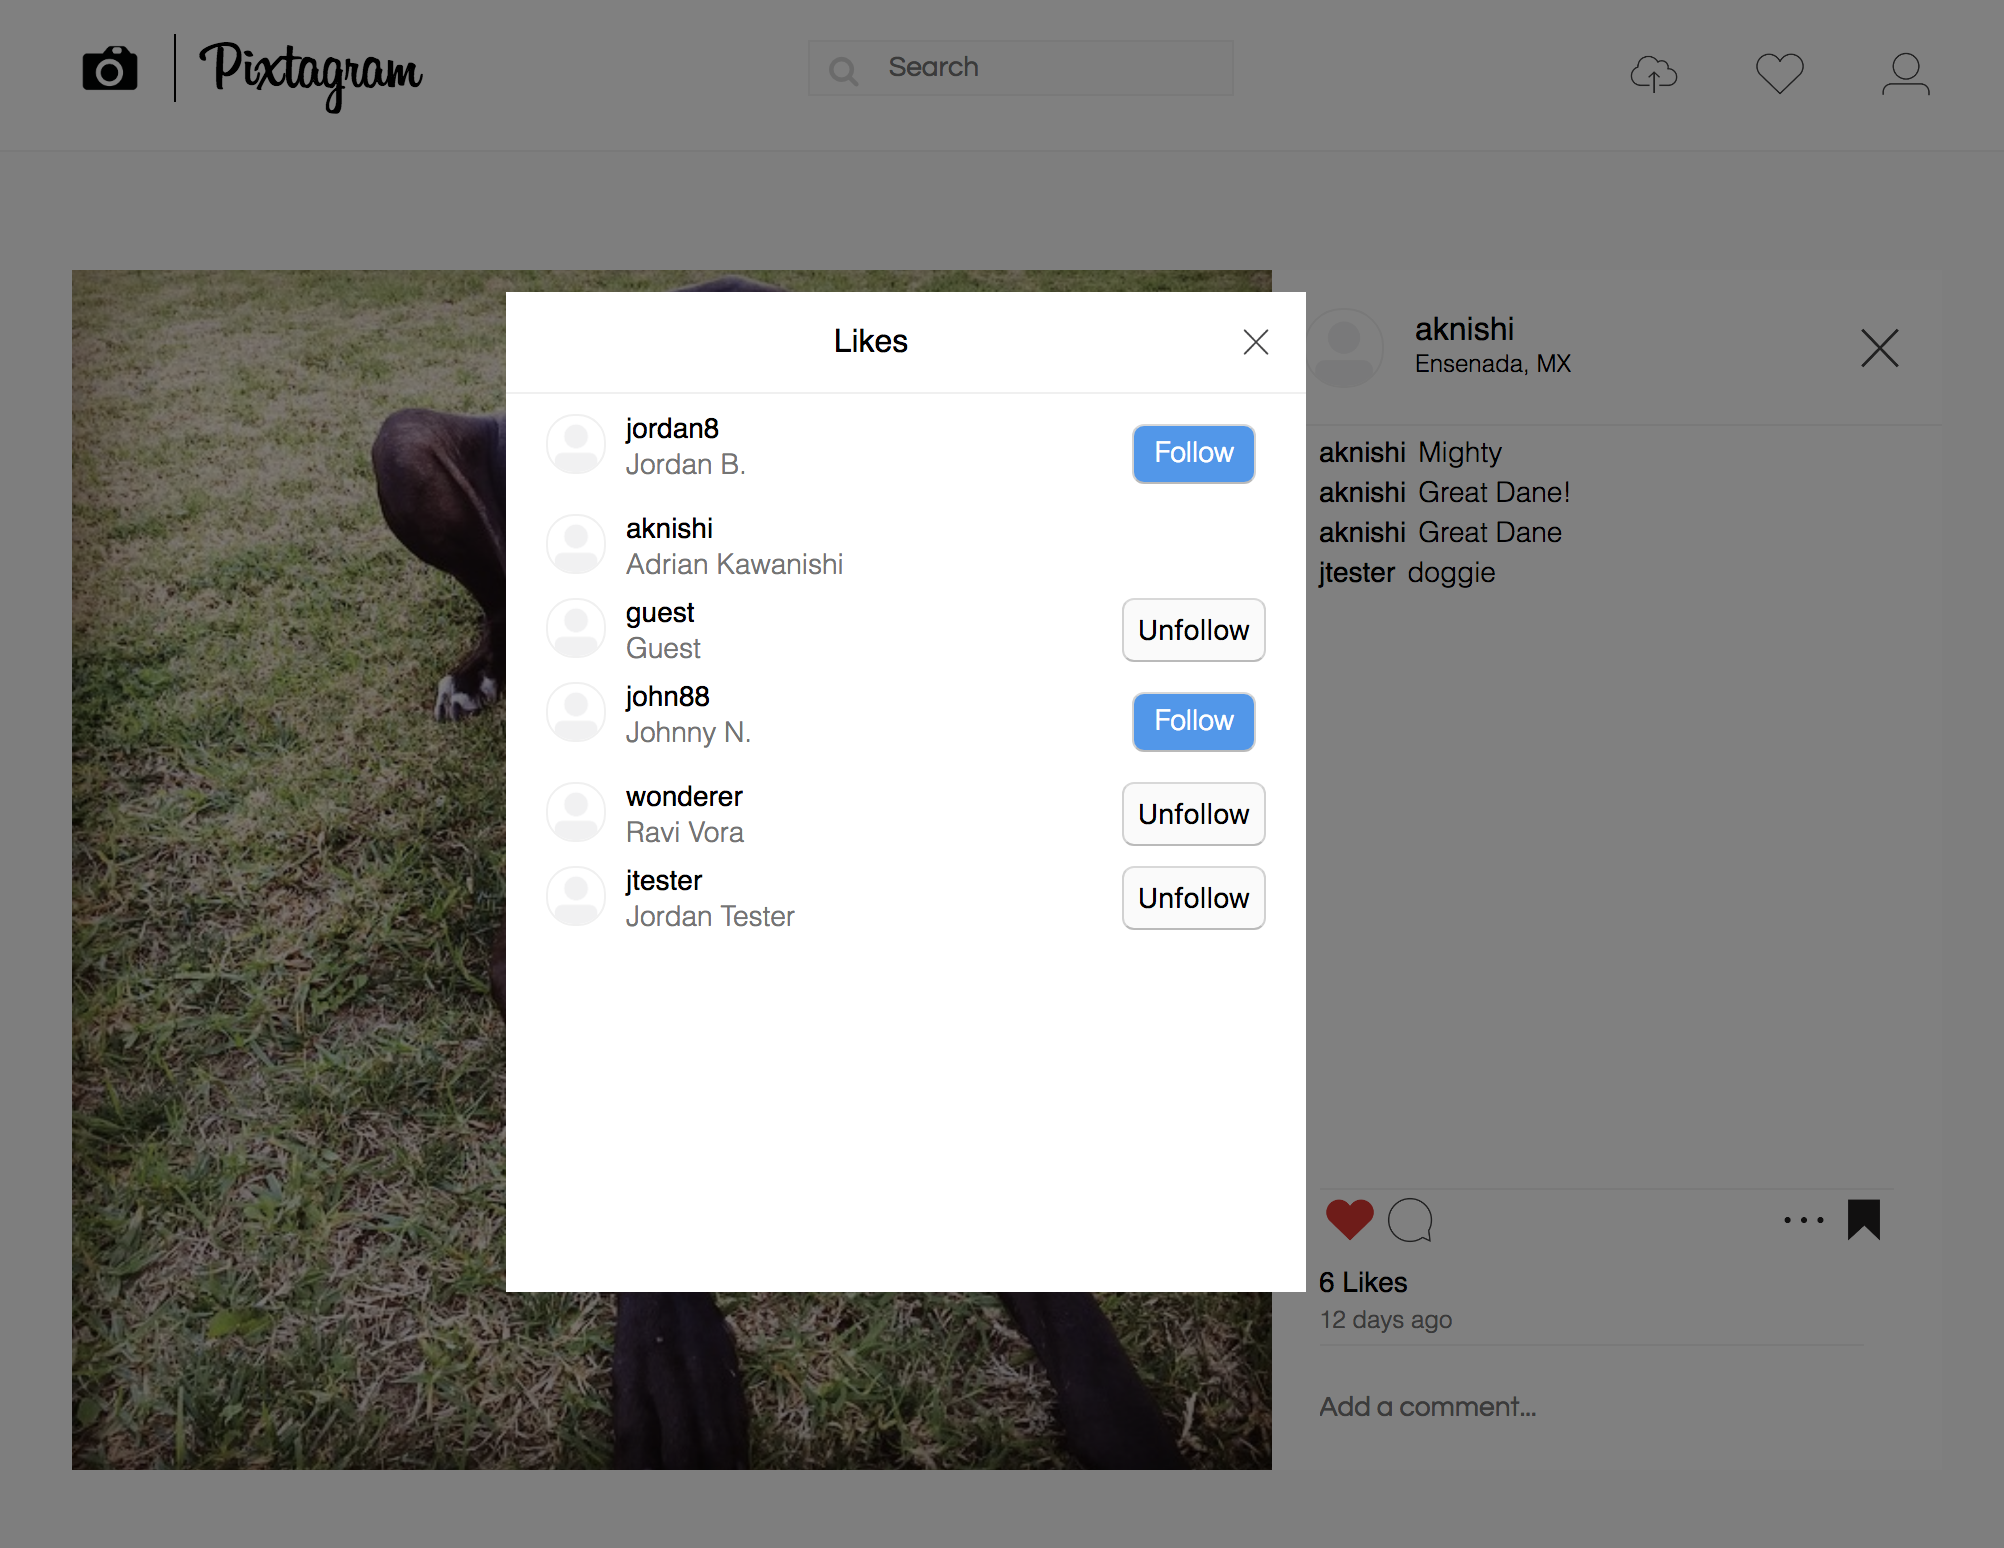 Pixtagram
Search
Likes
jordan8
Jordan B.
Follow
aknishi
Adrian Kawanishi
guest
Guest
Unfollow
john88
Johnny N.
Follow
wonderer
Ravi Vora
Unfollow
jtester
Jordan Tester
Unfollow
aknishi
Ensenada, MX
aknishi Mighty
aknishi Great Dane!
aknishi Great Dane
jtester doggie
6 Likes
12 days ago
Add a comment...